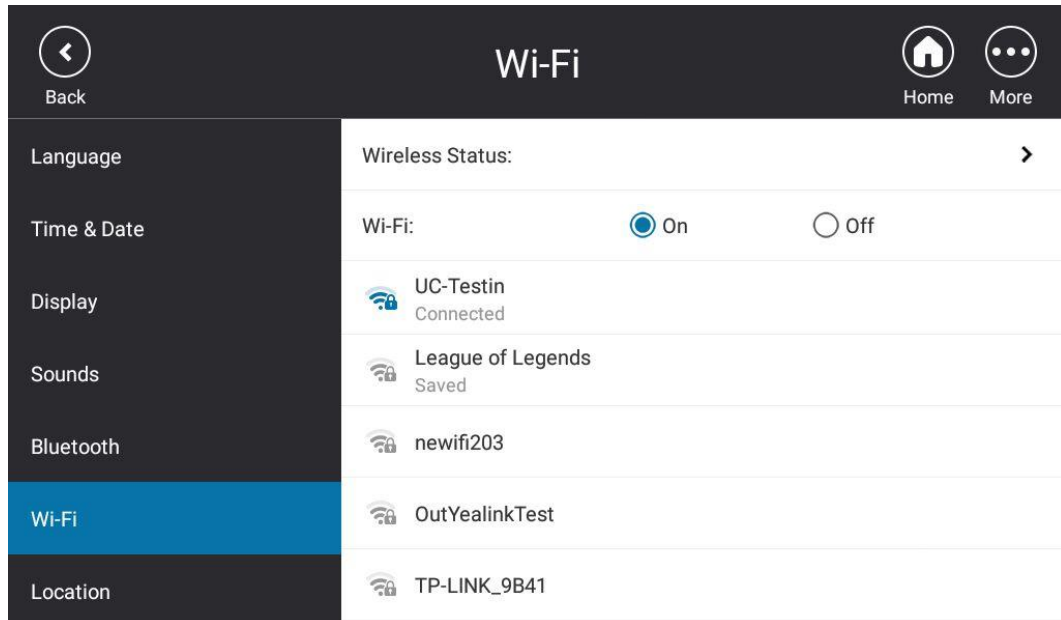 Wi-Fi
Back
Home
More
Language
Time & Date
Display
Sounds
Bluetooth
Wi-Fi
Location
Wireless Status:
Wi-Fi: On Off
UC-Testin
Connected
League of Legends
Saved
newifi203
OutYealinkTest
TP-LINK_9B41